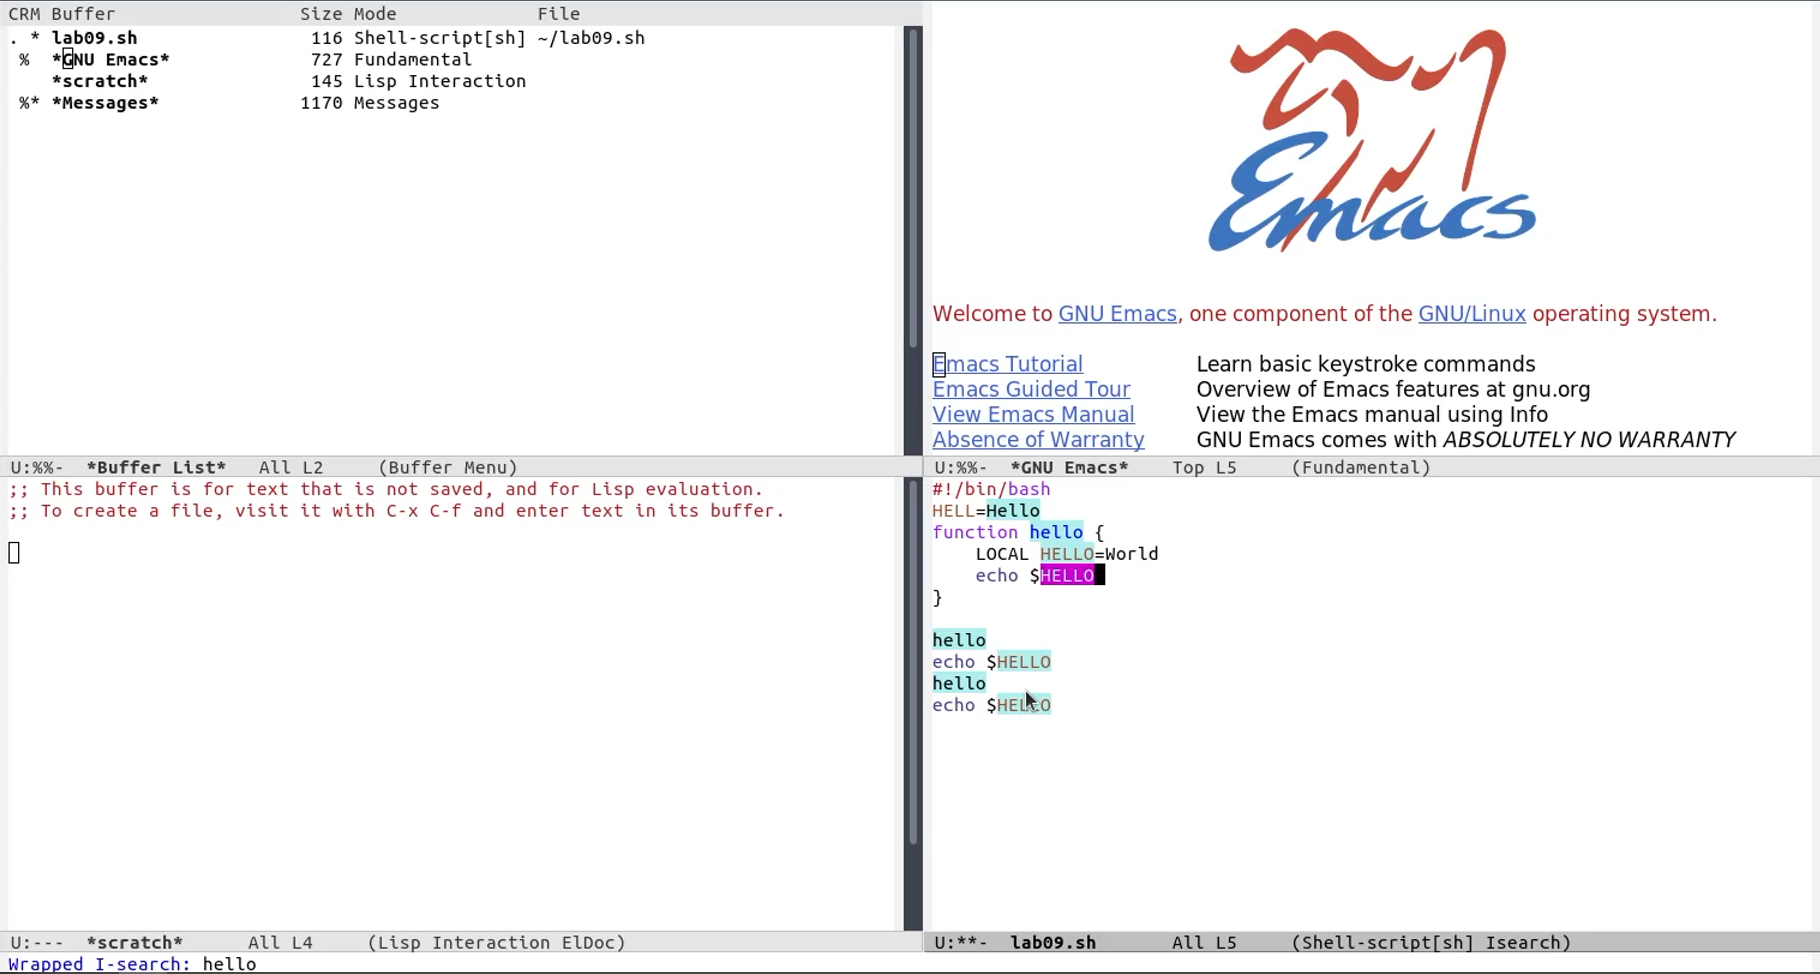 CRM Buffer                  Size Mode             File
. * lab09.sh                 116 Shell-script[sh] ~/lab09.sh
 %  *GNU Emacs*              727 Fundamental
    *scratch*                145 Lisp Interaction
 %* *Messages*              1170 Messages
U:%%-  *Buffer List*   All L2     (Buffer Menu)
Emacs
Welcome to GNU Emacs, one component of the GNU/Linux operating system.
Emacs Tutorial Learn basic keystroke commands
Emacs Guided Tour Overview of Emacs features at gnu.org
View Emacs Manual View the Emacs manual using Info
Absence of Warranty GNU Emacs comes with ABSOLUTELY NO WARRANTY
U:%%-  *GNU Emacs*    Top L5     (Fundamental)
;; This buffer is for text that is not saved, and for Lisp evaluation.
;; To create a file, visit it with C-x C-f and enter text in its buffer.
U:---  *scratch*      All L4     (Lisp Interaction ElDoc)
#!/bin/bash
HELL=Hello
function hello {
    LOCAL HELLO=World
    echo $HELLO
}
hello
echo $HELLO
hello
echo $HELLO
U:**-  lab09.sh       All L5     (Shell-script[sh] Isearch)
Wrapped I-search: hello